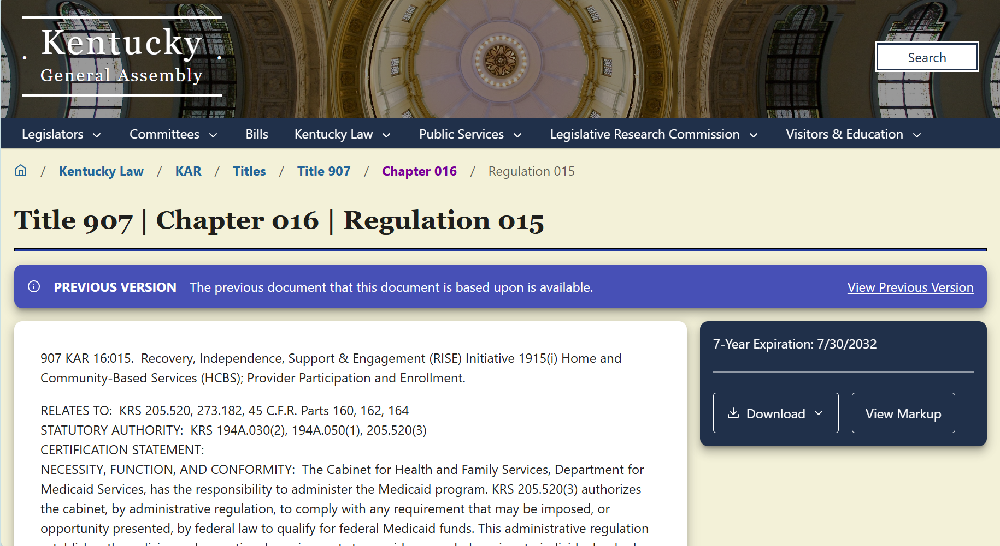 Kentucky
General Assembly
Search
Legislators
Committees
Bills
Kentucky Law
Public Services
Legislative Research Commission
Visitors & Education
/ Kentucky Law / KAR / Titles / Title 907 / Chapter 016 / Regulation 015
Title 907 | Chapter 016 | Regulation 015
PREVIOUS VERSION The previous document that this document is based upon is available.
View Previous Version
907 KAR 16:015. Recovery, Independence, Support & Engagement (RISE) Initiative 1915(i) Home and
Community-Based Services (HCBS); Provider Participation and Enrollment.
RELATES TO: KRS 205.520, 273.182, 45 C.F.R. Parts 160, 162, 164
STATUTORY AUTHORITY: KRS 194A.030(2), 194A.050(1), 205.520(3)
CERTIFICATION STATEMENT:
NECESSITY, FUNCTION, AND CONFORMITY: The Cabinet for Health and Family Services, Department for
Medicaid Services, has the responsibility to administer the Medicaid program. KRS 205.520(3) authorizes
the cabinet, by administrative regulation, to comply with any requirement that may be imposed, or
opportunity presented, by federal law to qualify for federal Medicaid funds. This administrative regulation
7-Year Expiration: 7/30/2032
Download
View Markup